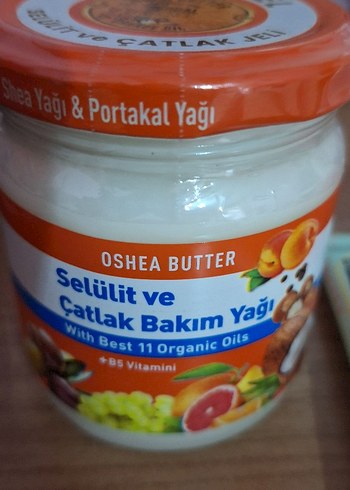 SELÜLİT ve ÇATLAK JELİ
Shea Yağı & Portakal Yağı
OSHEA BUTTER
Selülit ve
Çatlak Bakım Yağı
With Best 11 Organic Oils
+B5 Vitamini